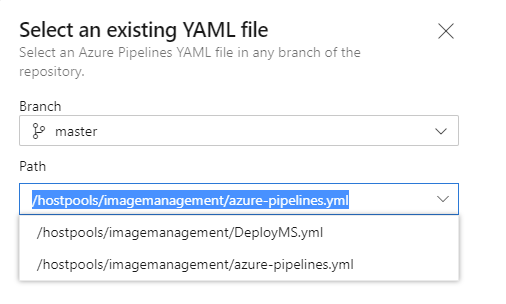 Select an existing YAML file
Select an Azure Pipelines YAML file in any branch of the
repository.
Branch
master
Path
/hostpools/imagemanagement/azure-pipelines.yml
/hostpools/imagemanagement/DeployMS.yml
/hostpools/imagemanagement/azure-pipelines.yml